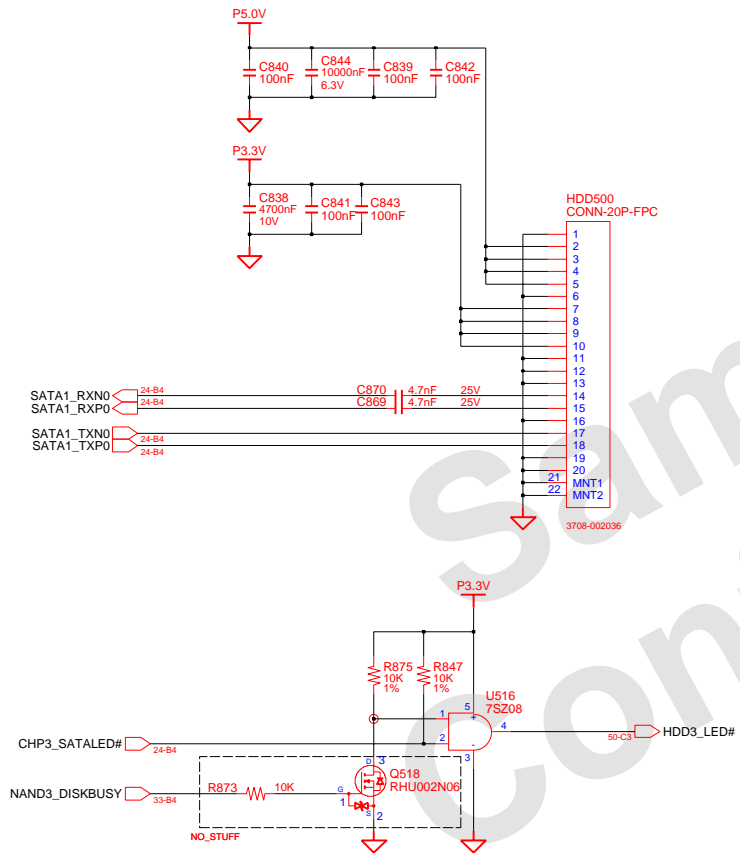 P5.0V
C840
100nF
C844
10000nF
6.3V
C839
100nF
C842
100nF
P3.3V
C838
4700nF
10V
C841
100nF
C843
100nF
HDD500
CONN-20P-FPC
1
2
3
4
5
6
7
8
9
10
11
12
13
14
15
16
17
18
19
20
21 MNT1
22 MNT2
3708-002036
SATA1_RXN0 24-B4 C870 4.7nF 25V
SATA1_RXP0 24-B4 C869 4.7nF 25V
SATA1_TXN0 24-B4
SATA1_TXP0 24-B4
P3.3V
R875
10K
1%
R847
10K
1%
U516
7SZ08
5
+
1
2
4
-
3
50-C3 HDD3_LED#
CHP3_SATALED# 24-B4
D 3
Q518
RHU002N06
G
1
S
2
NAND3_DISKBUSY 33-B4 R873 10K
NO_STUFF
Sam
Con